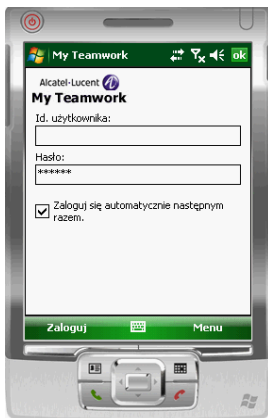 My Teamwork
ok
Alcatel-Lucent
My Teamwork
Id. użytkownika:
Hasło:
******
Zaloguj się automatycznie następnym
razem.
Zaloguj
Menu